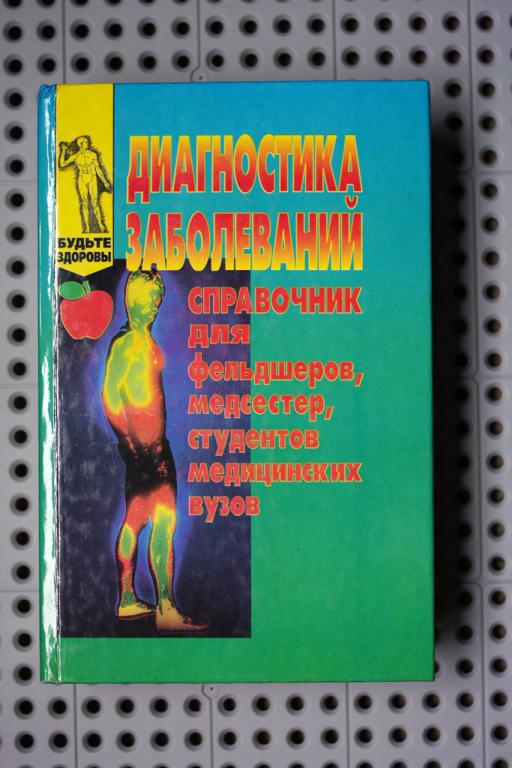 БУДЬТЕ
ЗДОРОВЫ
ДИАГНОСТИКА
ЗАБОЛЕВАНИЙ
СПРАВОЧНИК
для
фельдшеров,
медсестер,
студентов
медицинских
вузов